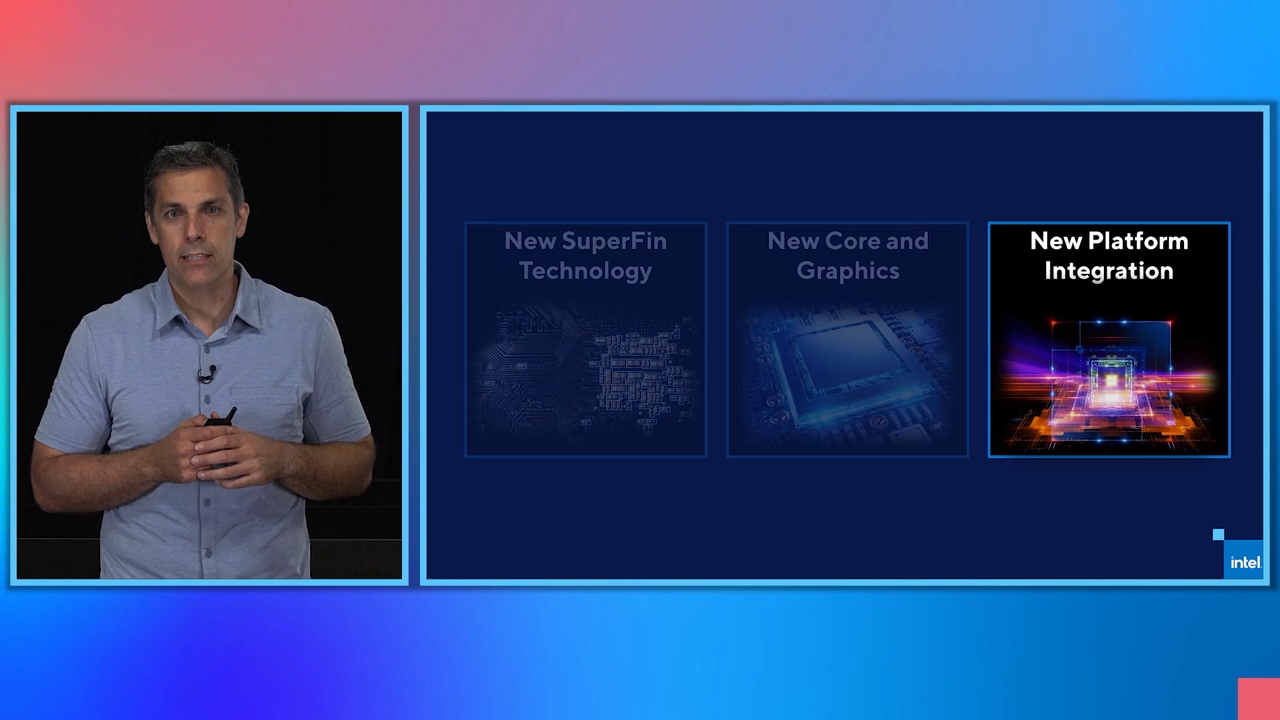 New SuperFin
Technology
New Core and
Graphics
New Platform
Integration
intel.